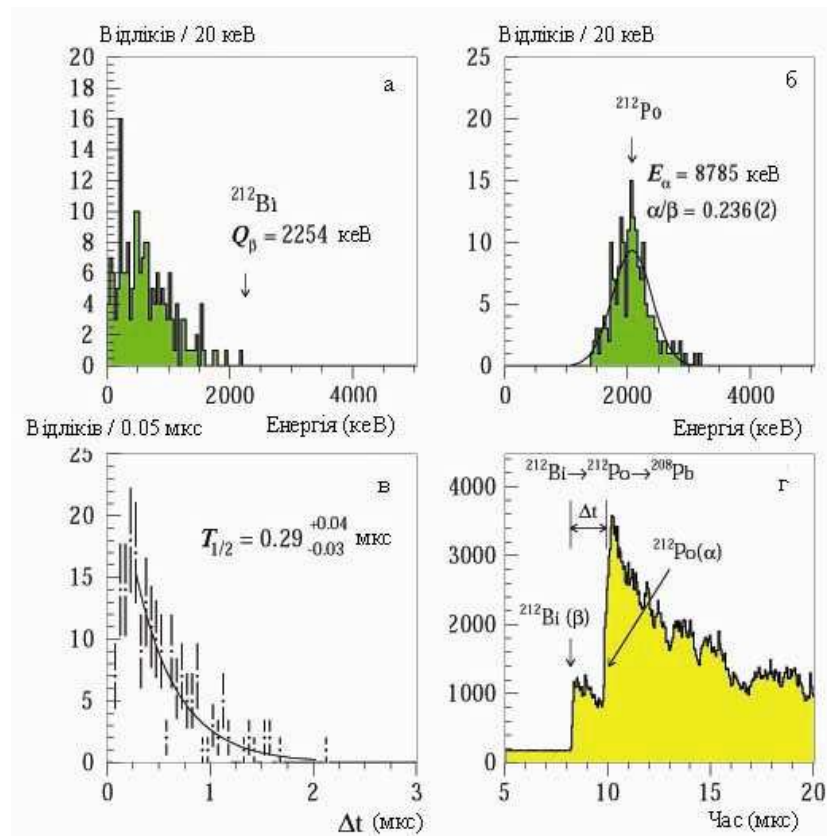 Відліків / 20 кеВ
20
18
16
14
12
10
8
6
4
2
0
а
²¹²Bi
Qβ = 2254 кеВ
0
2000
4000
Енергія (кеВ)
Відліків / 20 кеВ
25
20
15
10
5
0
б
²¹²Po
Eα = 8785 кеВ
α/β = 0.236(2)
0
2000
4000
Енергія (кеВ)
Відліків / 0.05 мкс
25
20
15
10
5
0
в
T1/2 = 0.29 +0.04 -0.03 мкс
0
1
2
3
Δt (мкс)
²¹²Bi→²¹²Po→²⁰⁸Pb
г
4000
3000
2000
1000
0
Δt
²¹²Po(α)
²¹²Bi (β)
5
10
15
20
Час (мкс)